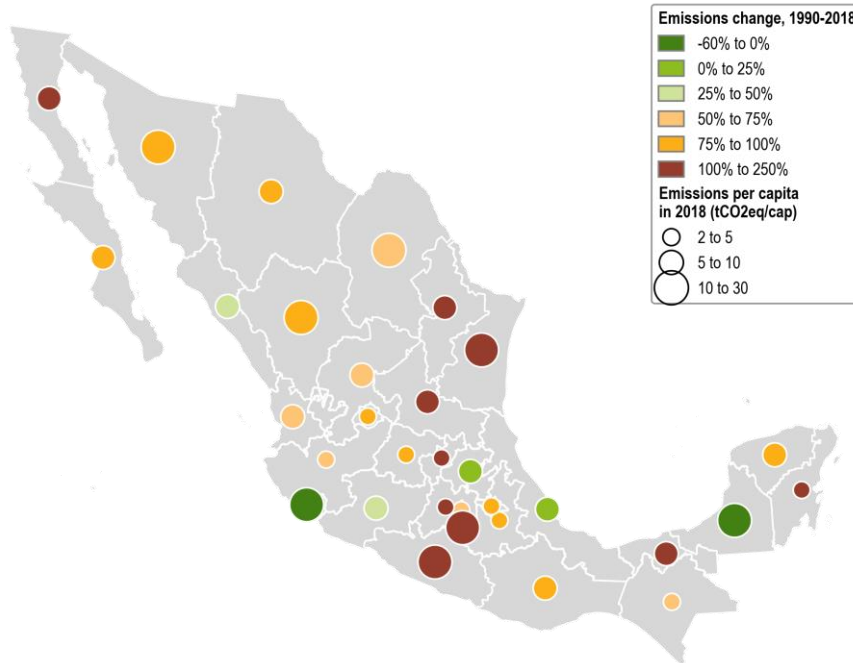 Emissions change, 1990-2018
-60% to 0%
0% to 25%
25% to 50%
50% to 75%
75% to 100%
100% to 250%
Emissions per capita
in 2018 (tCO2eq/cap)
2 to 5
5 to 10
10 to 30